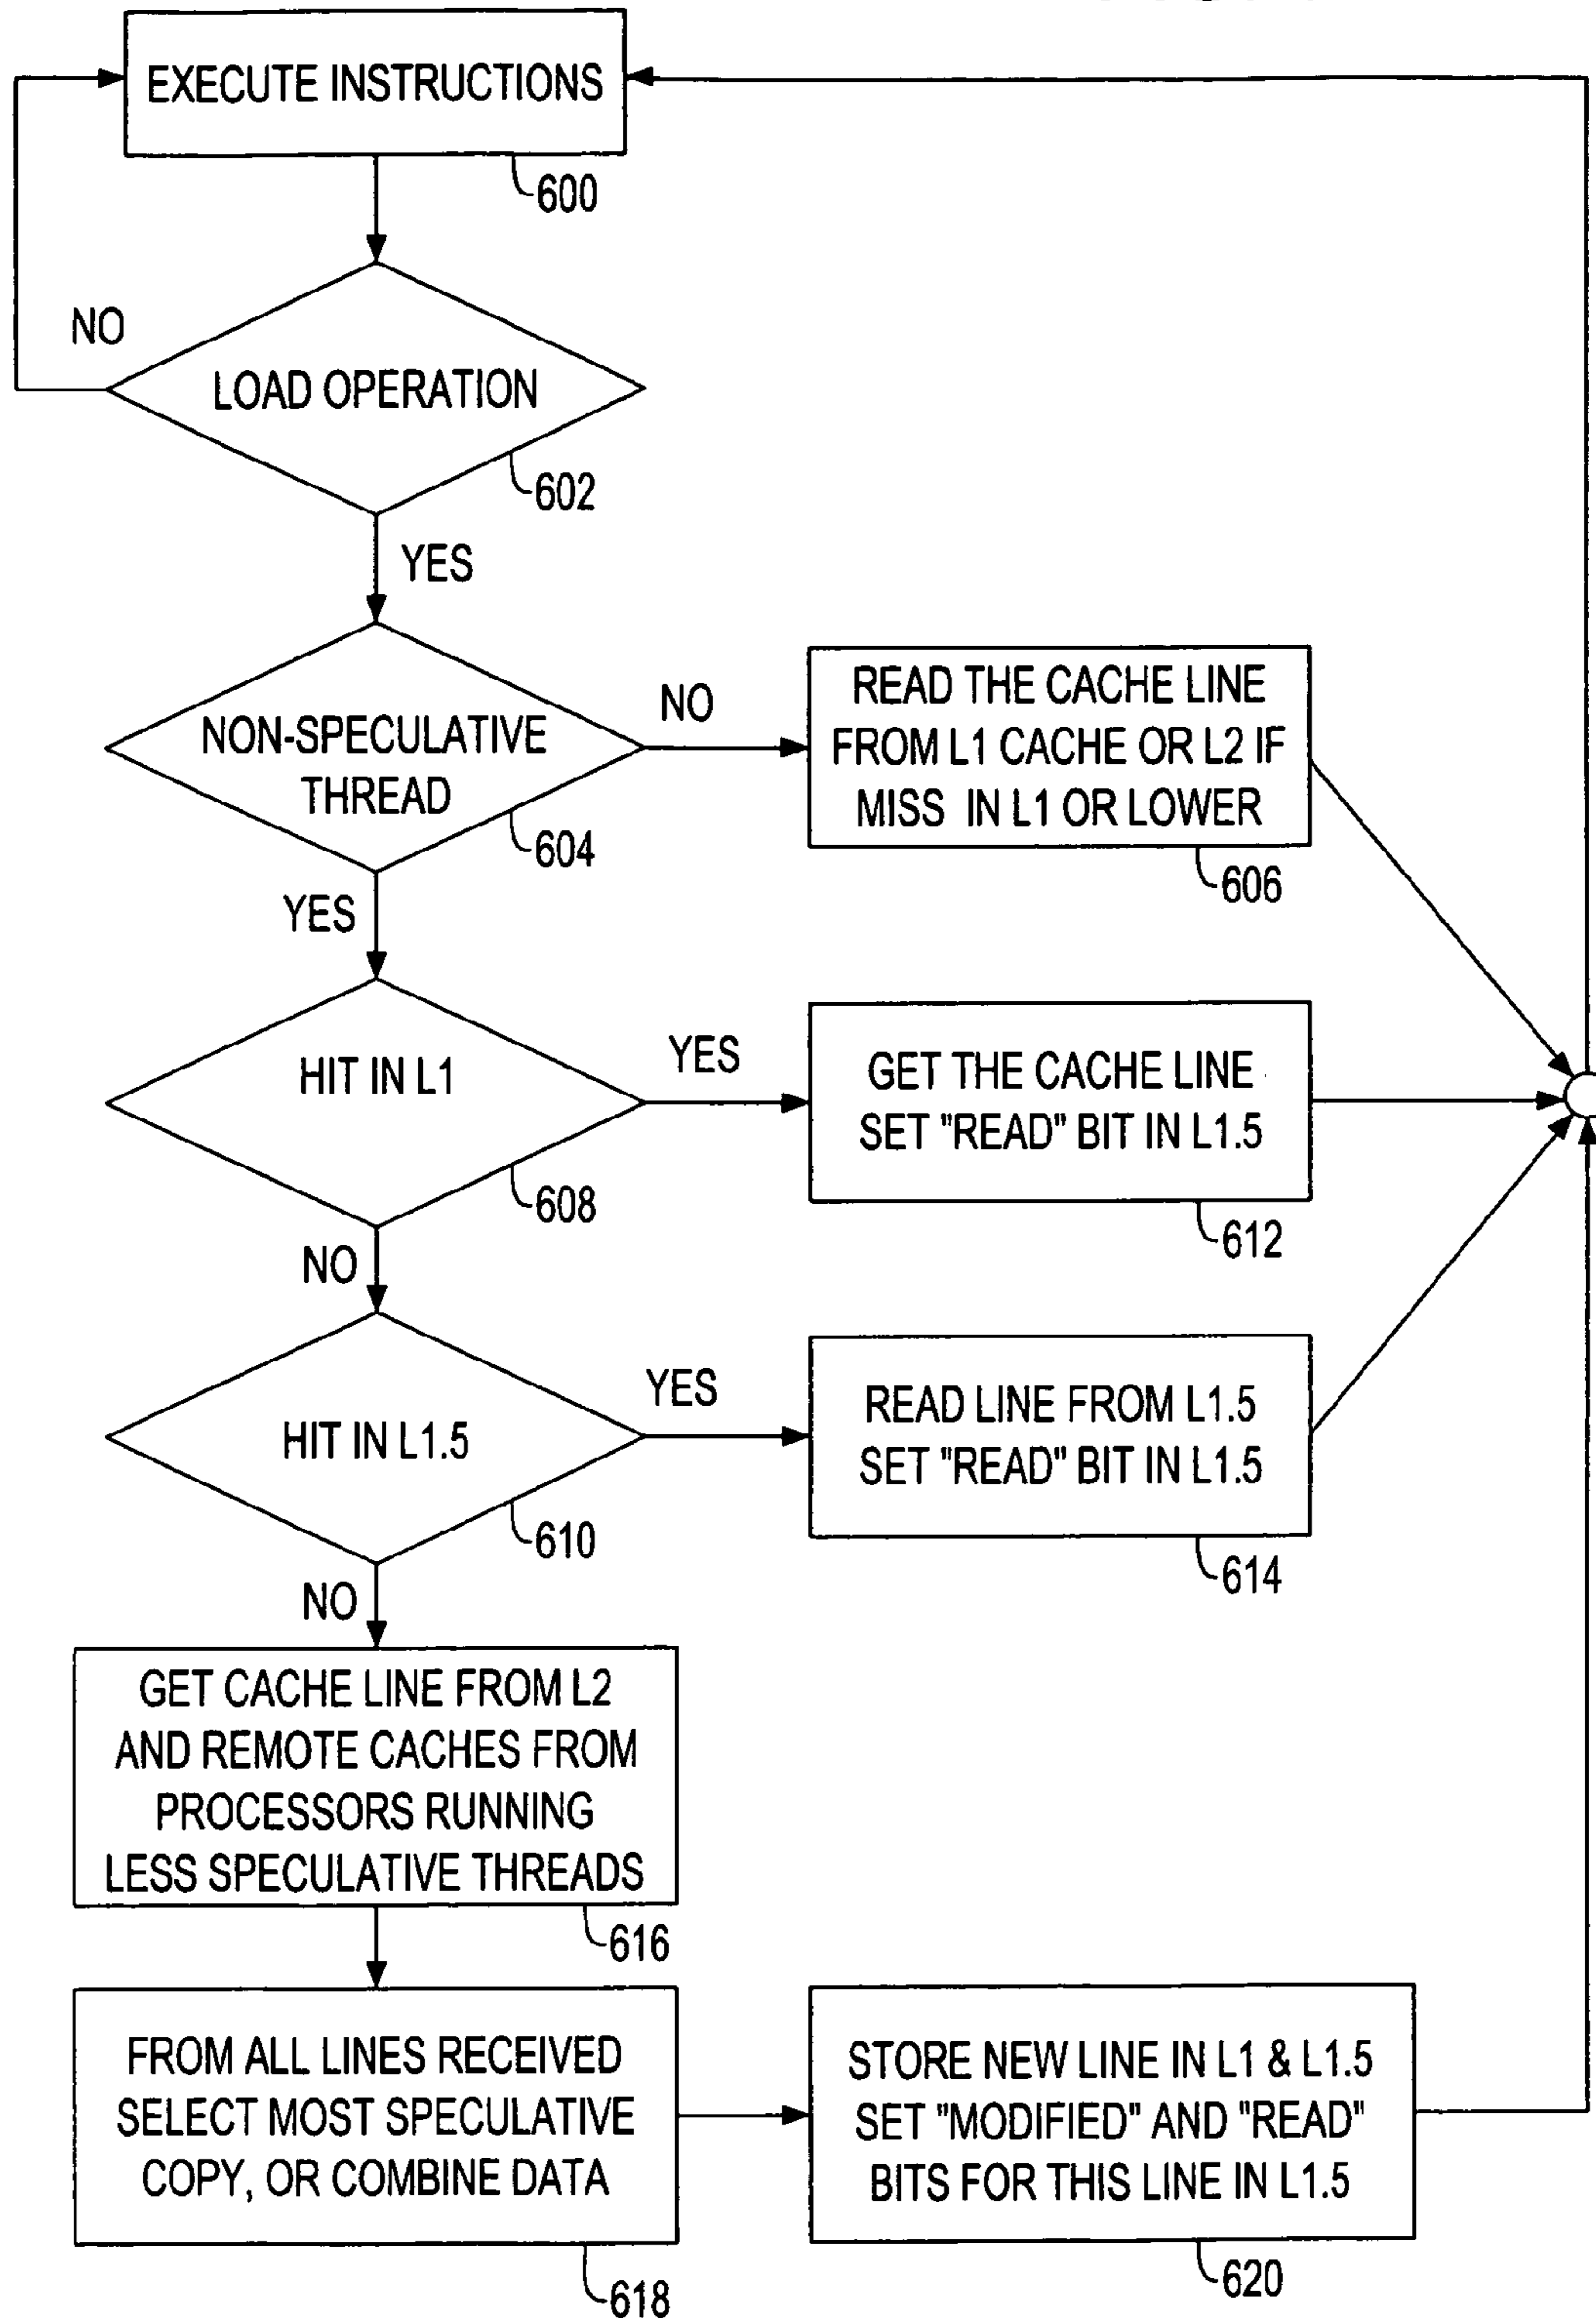 EXECUTE INSTRUCTIONS
600
NO
LOAD OPERATION
602
YES
NON-SPECULATIVE
THREAD
604
NO
READ THE CACHE LINE
FROM L1 CACHE OR L2 IF
MISS IN L1 OR LOWER
606
YES
HIT IN L1
608
YES
GET THE CACHE LINE
SET "READ" BIT IN L1.5
612
NO
HIT IN L1.5
610
YES
READ LINE FROM L1.5
SET "READ" BIT IN L1.5
614
NO
GET CACHE LINE FROM L2
AND REMOTE CACHES FROM
PROCESSORS RUNNING
LESS SPECULATIVE THREADS
616
FROM ALL LINES RECEIVED
SELECT MOST SPECULATIVE
COPY, OR COMBINE DATA
618
STORE NEW LINE IN L1 & L1.5
SET "MODIFIED" AND "READ"
BITS FOR THIS LINE IN L1.5
620